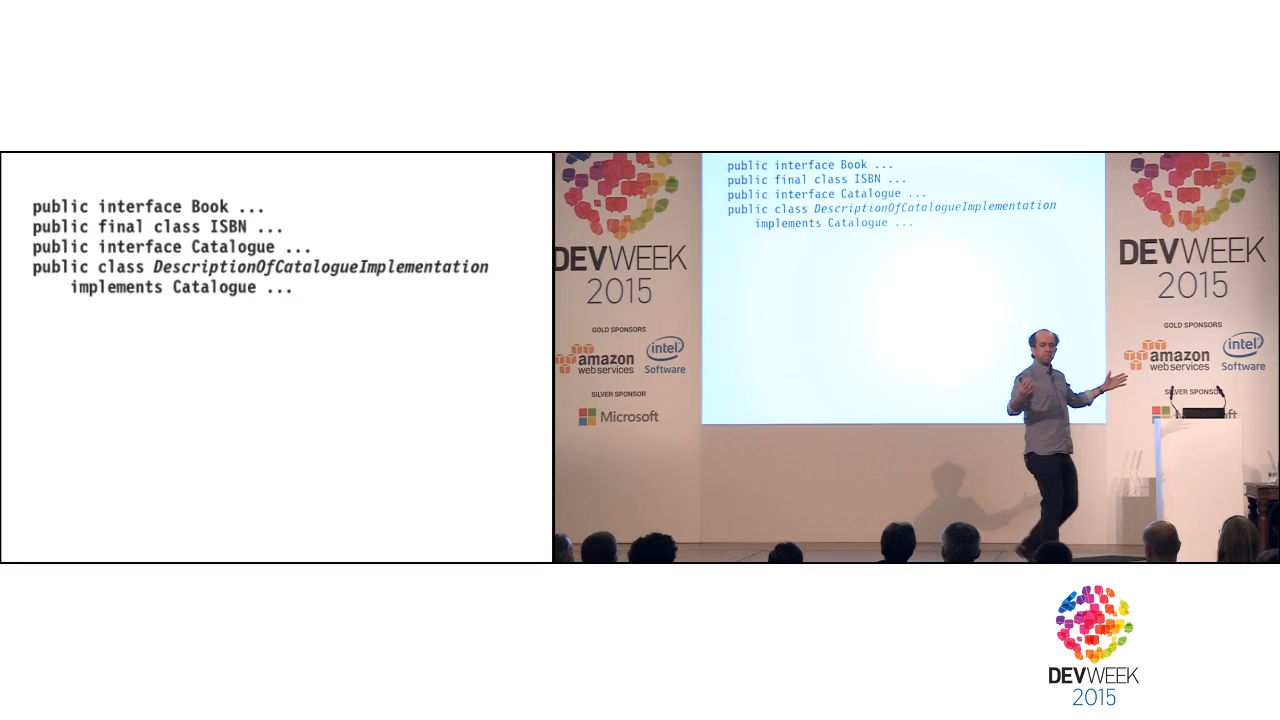 public interface Book ...
public final class ISBN ...
public interface Catalogue ...
public class DescriptionOfCatalogueImplementation
implements Catalogue ...
public interface Book ...
public final class ISBN ...
public interface Catalogue ...
public class DescriptionOfCatalogueImplementation
implements Catalogue ...
DEVWEEK
2015
GOLD SPONSORS
amazon
web services
intel
Software
SILVER SPONSOR
Microsoft
DEVWEEK
2015
GOLD SPONSORS
amazon
web services
intel
Software
SILVER SPONSOR
DEVWEEK
2015